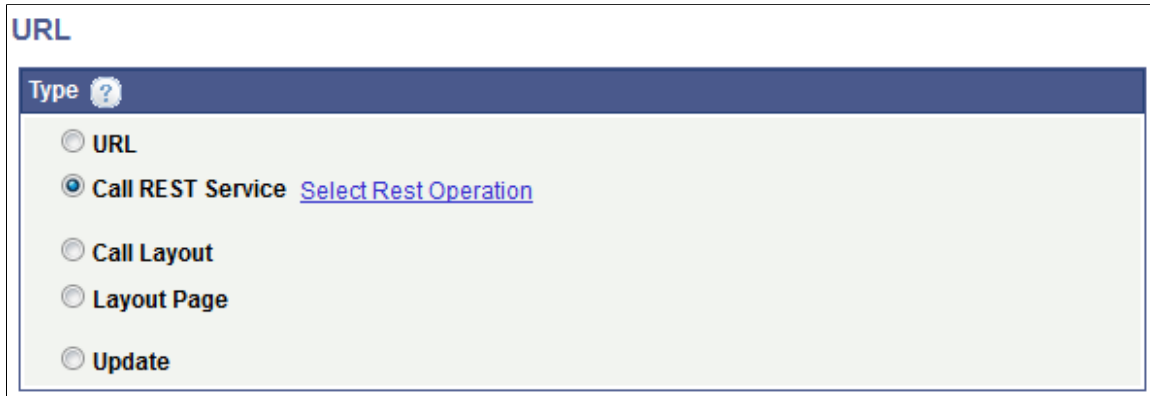 URL
Type ?
URL
Call REST Service Select Rest Operation
Call Layout
Layout Page
Update